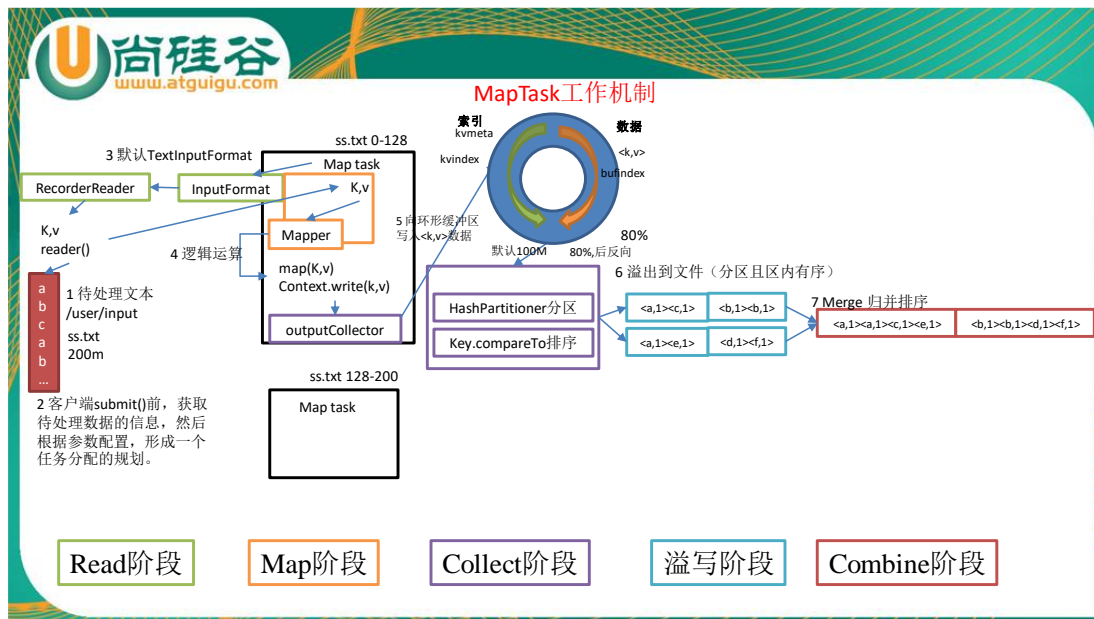 尚硅谷
www.atguigu.com
MapTask工作机制
索引
kvmeta
kvindex
数据
<k,v>
bufindex
80%
默认100M
80%,后反向
ss.txt 0-128
3 默认TextInputFormat
Map task
RecorderReader
InputFormat
K,v
K,v
reader()
Mapper
4 逻辑运算
map(K,v)
Context.write(k,v)
outputCollector
5 向环形缓冲区
写入<k,v>数据
a
b
c
a
b
...
1 待处理文本
/user/input
ss.txt
200m
2 客户端submit()前，获取
待处理数据的信息，然后
根据参数配置，形成一个
任务分配的规划。
ss.txt 128-200
Map task
HashPartitioner分区
Key.compareTo排序
6 溢出到文件（分区且区内有序）
<a,1><c,1>
<b,1><b,1>
<a,1><e,1>
<d,1><f,1>
7 Merge 归并排序
<a,1><a,1><c,1><e,1>
<b,1><b,1><d,1><f,1>
Read阶段
Map阶段
Collect阶段
溢写阶段
Combine阶段